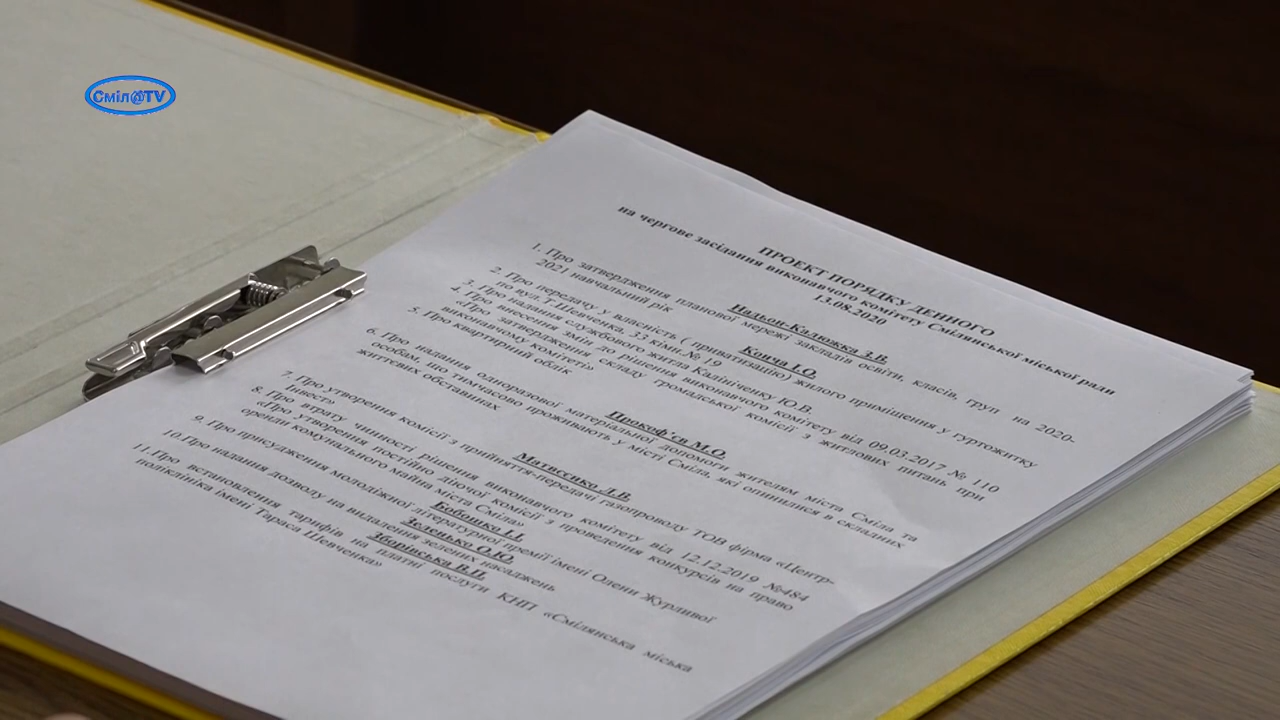 Сміл@TV
ПРОЕКТ ПОРЯДКУ ДЕННОГО
на чергове засідання виконавчого комітету Смілянської міської ради
13.08.2020
Надьон-Калюжка З.В.
1. Про затвердження планової мережі закладів освіти, класів, груп на 2020-
2021 навчальний рік
Конча І.О.
2. Про передачу у власність ( приватизацію) жилого приміщення у гуртожитку
по вул. Т.Шевченка, 33 кімн.№ 19
3. Про надання службового житла Калініченку Ю.В.
4. Про внесення змін до рішення виконавчого комітету від 09.03.2017 № 110
«Про затвердження складу громадської комісії з житлових питань при
виконавчому комітеті»
5. Про квартирний облік
Прокоф'єв М.О.
6. Про надання одноразової матеріальної допомоги жителям міста Сміла та
особам, що тимчасово проживають у місті Сміла, які опинилися в складних
життєвих обставинах
Матвєєнко Л.В.
7. Про утворення комісії з прийняття-передачі газопроводу ТОВ фірма «Центр-
Інвест»
8. Про втрату чинності рішення виконавчого комітету від 12.12.2019 №484
«Про утворення постійно діючої комісії з проведення конкурсів на право
оренди комунального майна міста Сміла»
Кобошко І.І.
9. Про присудження молодіжної літературної премії імені Олени Журливої
Зеленько О.Ю.
10.Про надання дозволу на видалення зелених насаджень
Зборівська В.П.
11.Про встановлення тарифів на платні послуги КНП «Смілянська міська
поліклініка імені Тараса Шевченка»